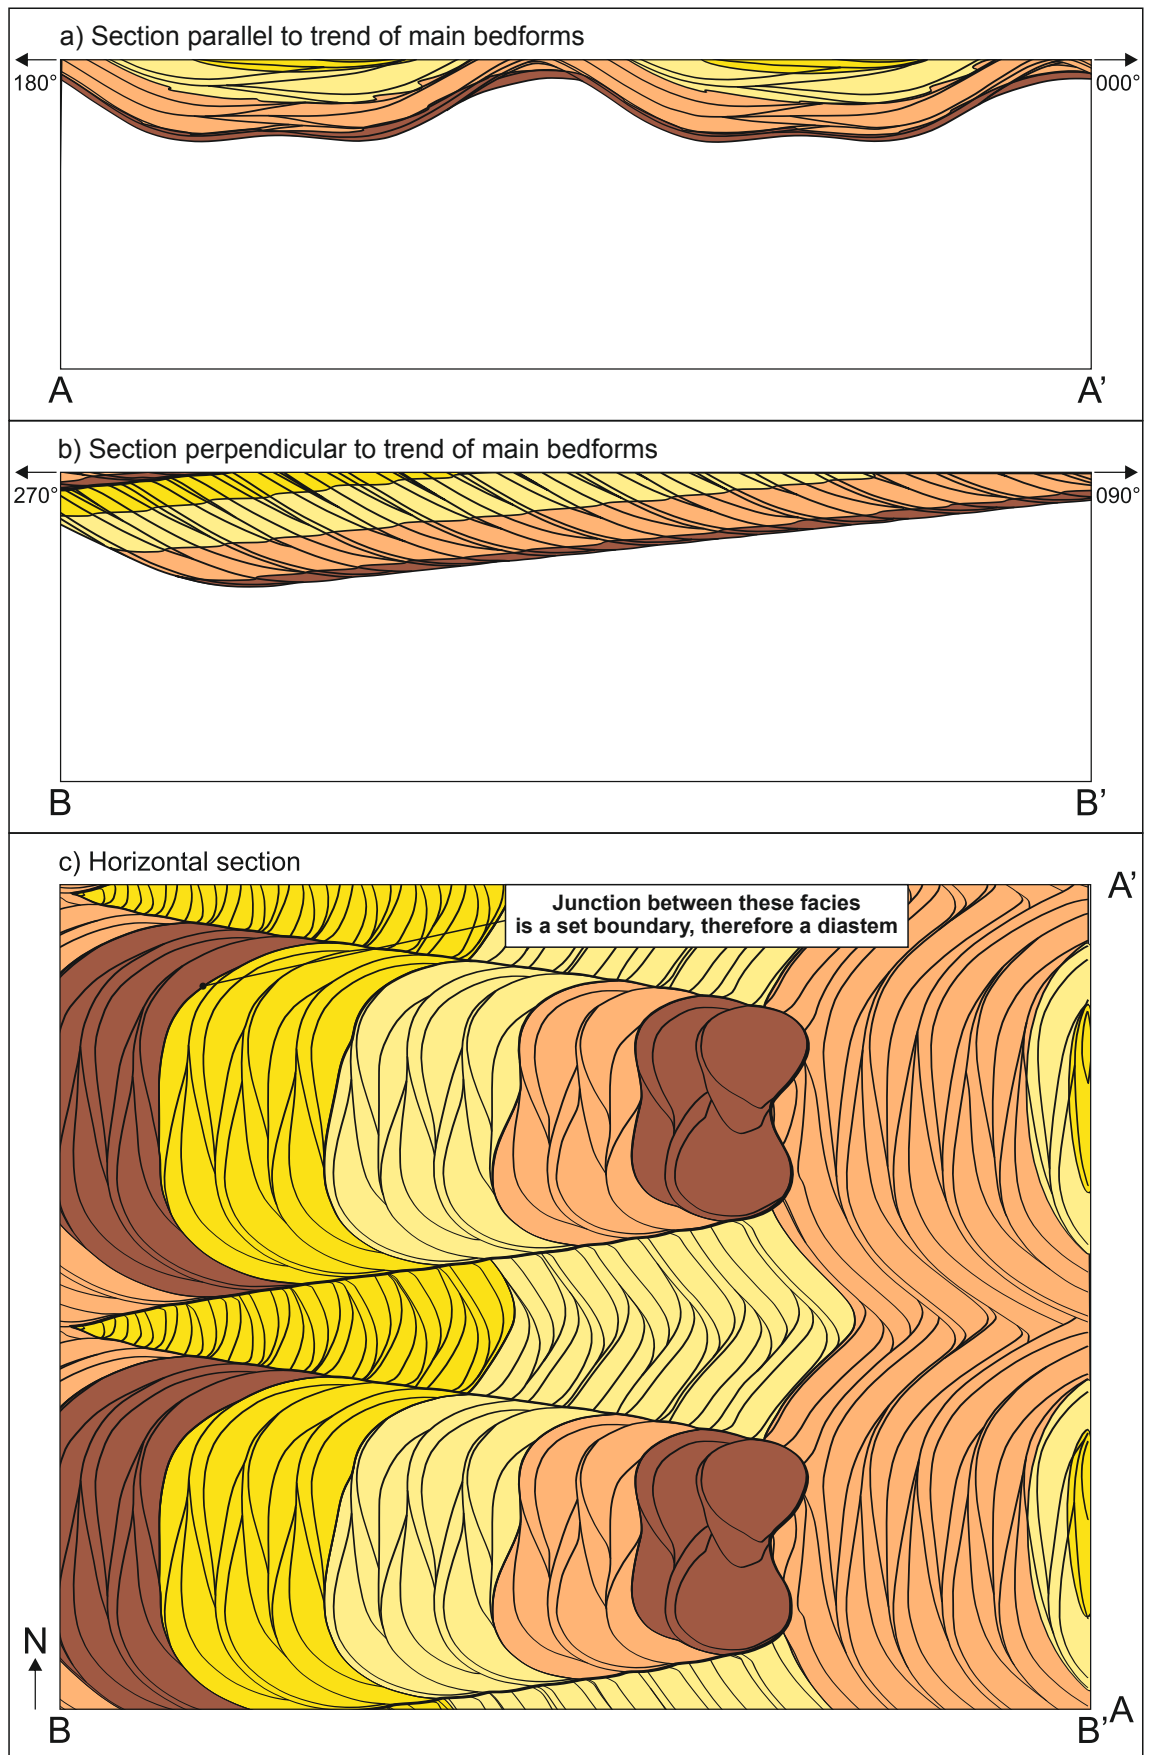 a) Section parallel to trend of main bedforms
180°
000°
A
A’
b) Section perpendicular to trend of main bedforms
270°
090°
B
B’
c) Horizontal section
A’
Junction between these facies
is a set boundary, therefore a diastem
N
B
B’,A